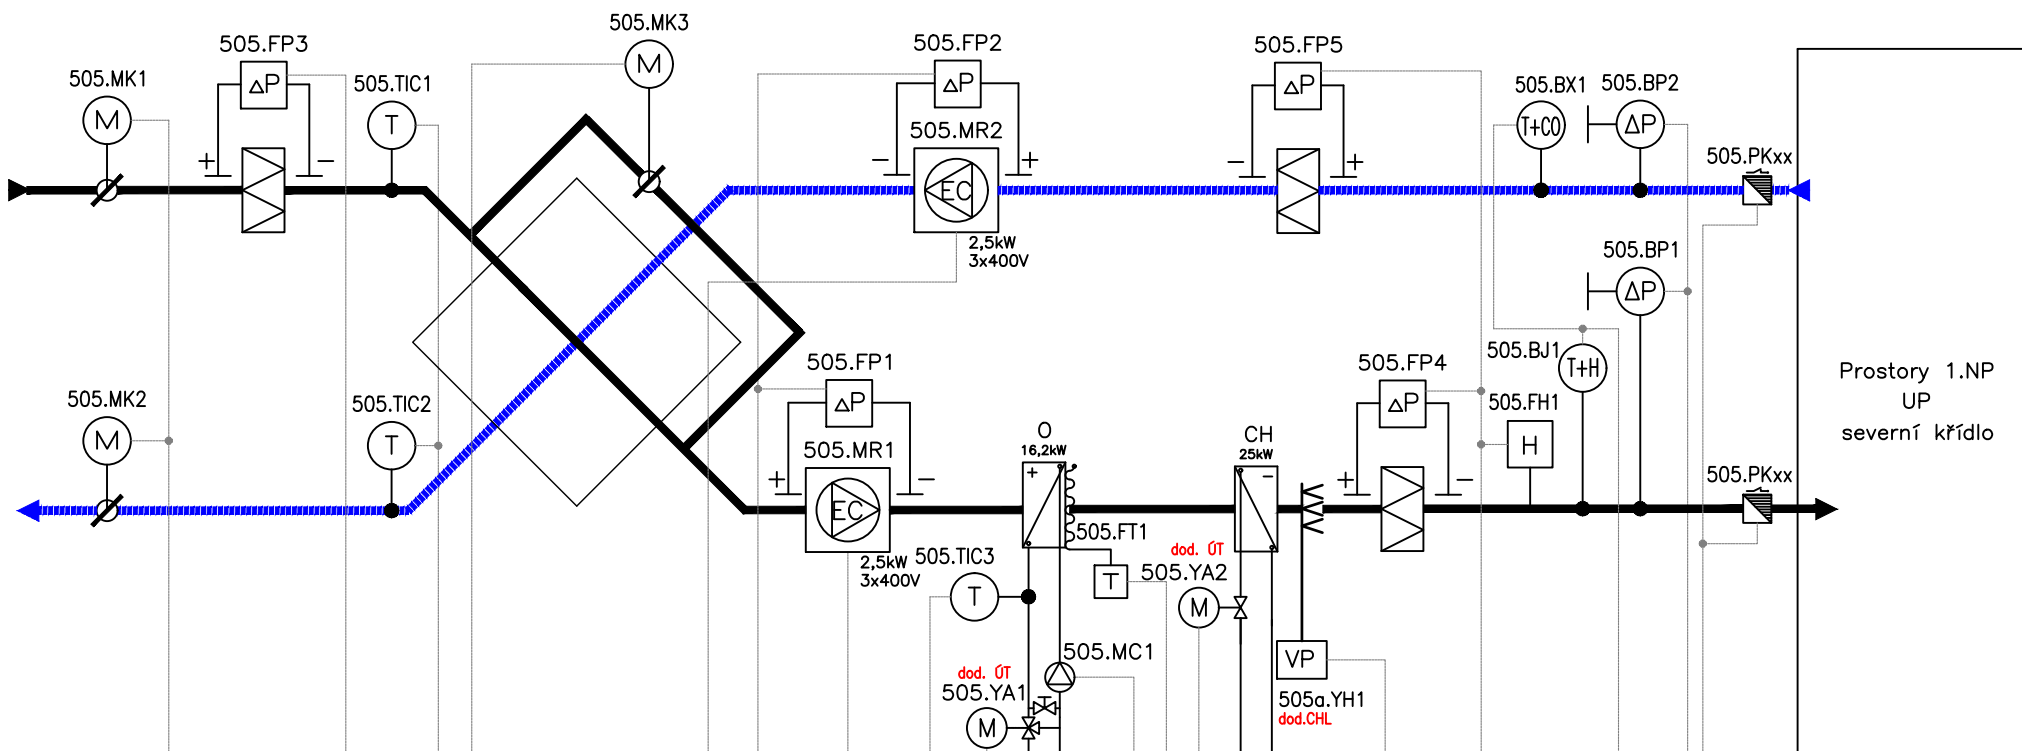 505.MK3
505.FP3
505.FP2
505.FP5
505.MK1
ΔP
M
505.TIC1
ΔP
ΔP
505.BX1
505.BP2
M
T
505.MR2
T+CO
ΔP
+
−
−
+
−
+
505.PKxx
EC
2,5kW
3x400V
505.BP1
ΔP
505.FP1
505.FP4
505.BJ1
T+H
Prostory 1.NP
UP
severní křídlo
505.MK2
505.TIC2
ΔP
ΔP
505.FH1
M
T
505.MR1
O
16,2kW
CH
25kW
H
+
−
+
−
+
−
505.PKxx
EC
2,5kW
3x400V
505.FT1
505.TIC3
T
T
dod. ÚT
505.YA2
M
VP
505a.YH1
dod.CHL
505.MC1
dod. ÚT
505.YA1
M